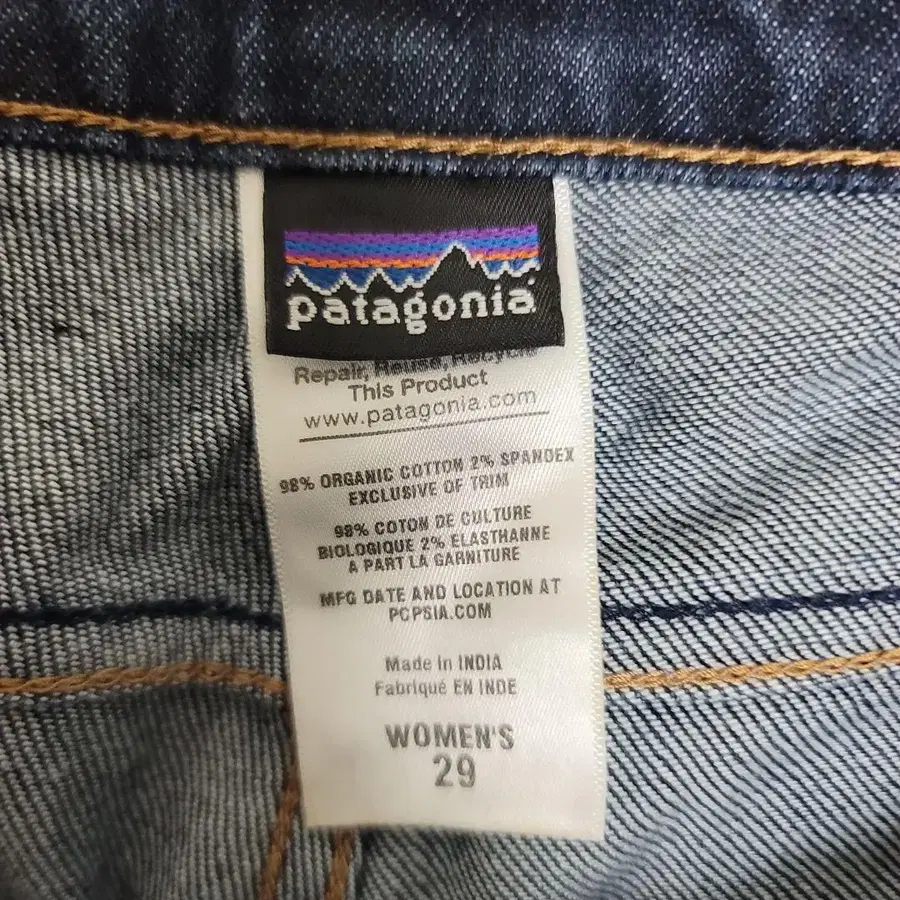 patagonia
Repair, Reuse, Recycle
This Product
www.patagonia.com
98% ORGANIC COTTON 2% SPANDEX
EXCLUSIVE OF TRIM
98% COTON DE CULTURE
BIOLOGIQUE 2% ELASTHANNE
A PART LA GARNITURE
MFG DATE AND LOCATION AT
PCPSIA.COM
Made in INDIA
Fabriqué EN INDE
WOMEN'S
29